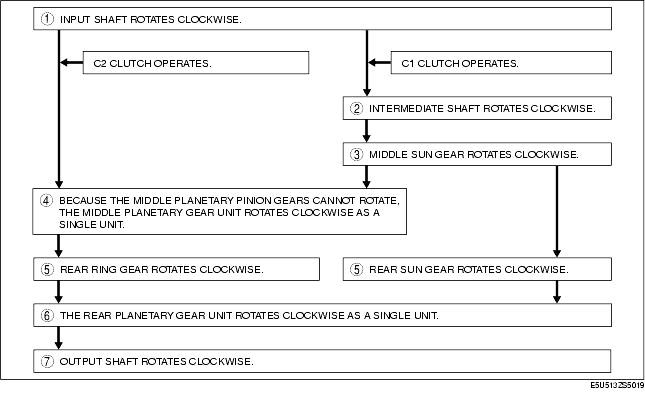 ① INPUT SHAFT ROTATES CLOCKWISE.
C2 CLUTCH OPERATES.
C1 CLUTCH OPERATES.
② INTERMEDIATE SHAFT ROTATES CLOCKWISE.
③ MIDDLE SUN GEAR ROTATES CLOCKWISE.
④ BECAUSE THE MIDDLE PLANETARY PINION GEARS CANNOT ROTATE,
THE MIDDLE PLANETARY GEAR UNIT ROTATES CLOCKWISE AS A
SINGLE UNIT.
⑤ REAR RING GEAR ROTATES CLOCKWISE.
⑤ REAR SUN GEAR ROTATES CLOCKWISE.
⑥ THE REAR PLANETARY GEAR UNIT ROTATES CLOCKWISE AS A SINGLE UNIT.
⑦ OUTPUT SHAFT ROTATES CLOCKWISE.
E5U513ZS5019